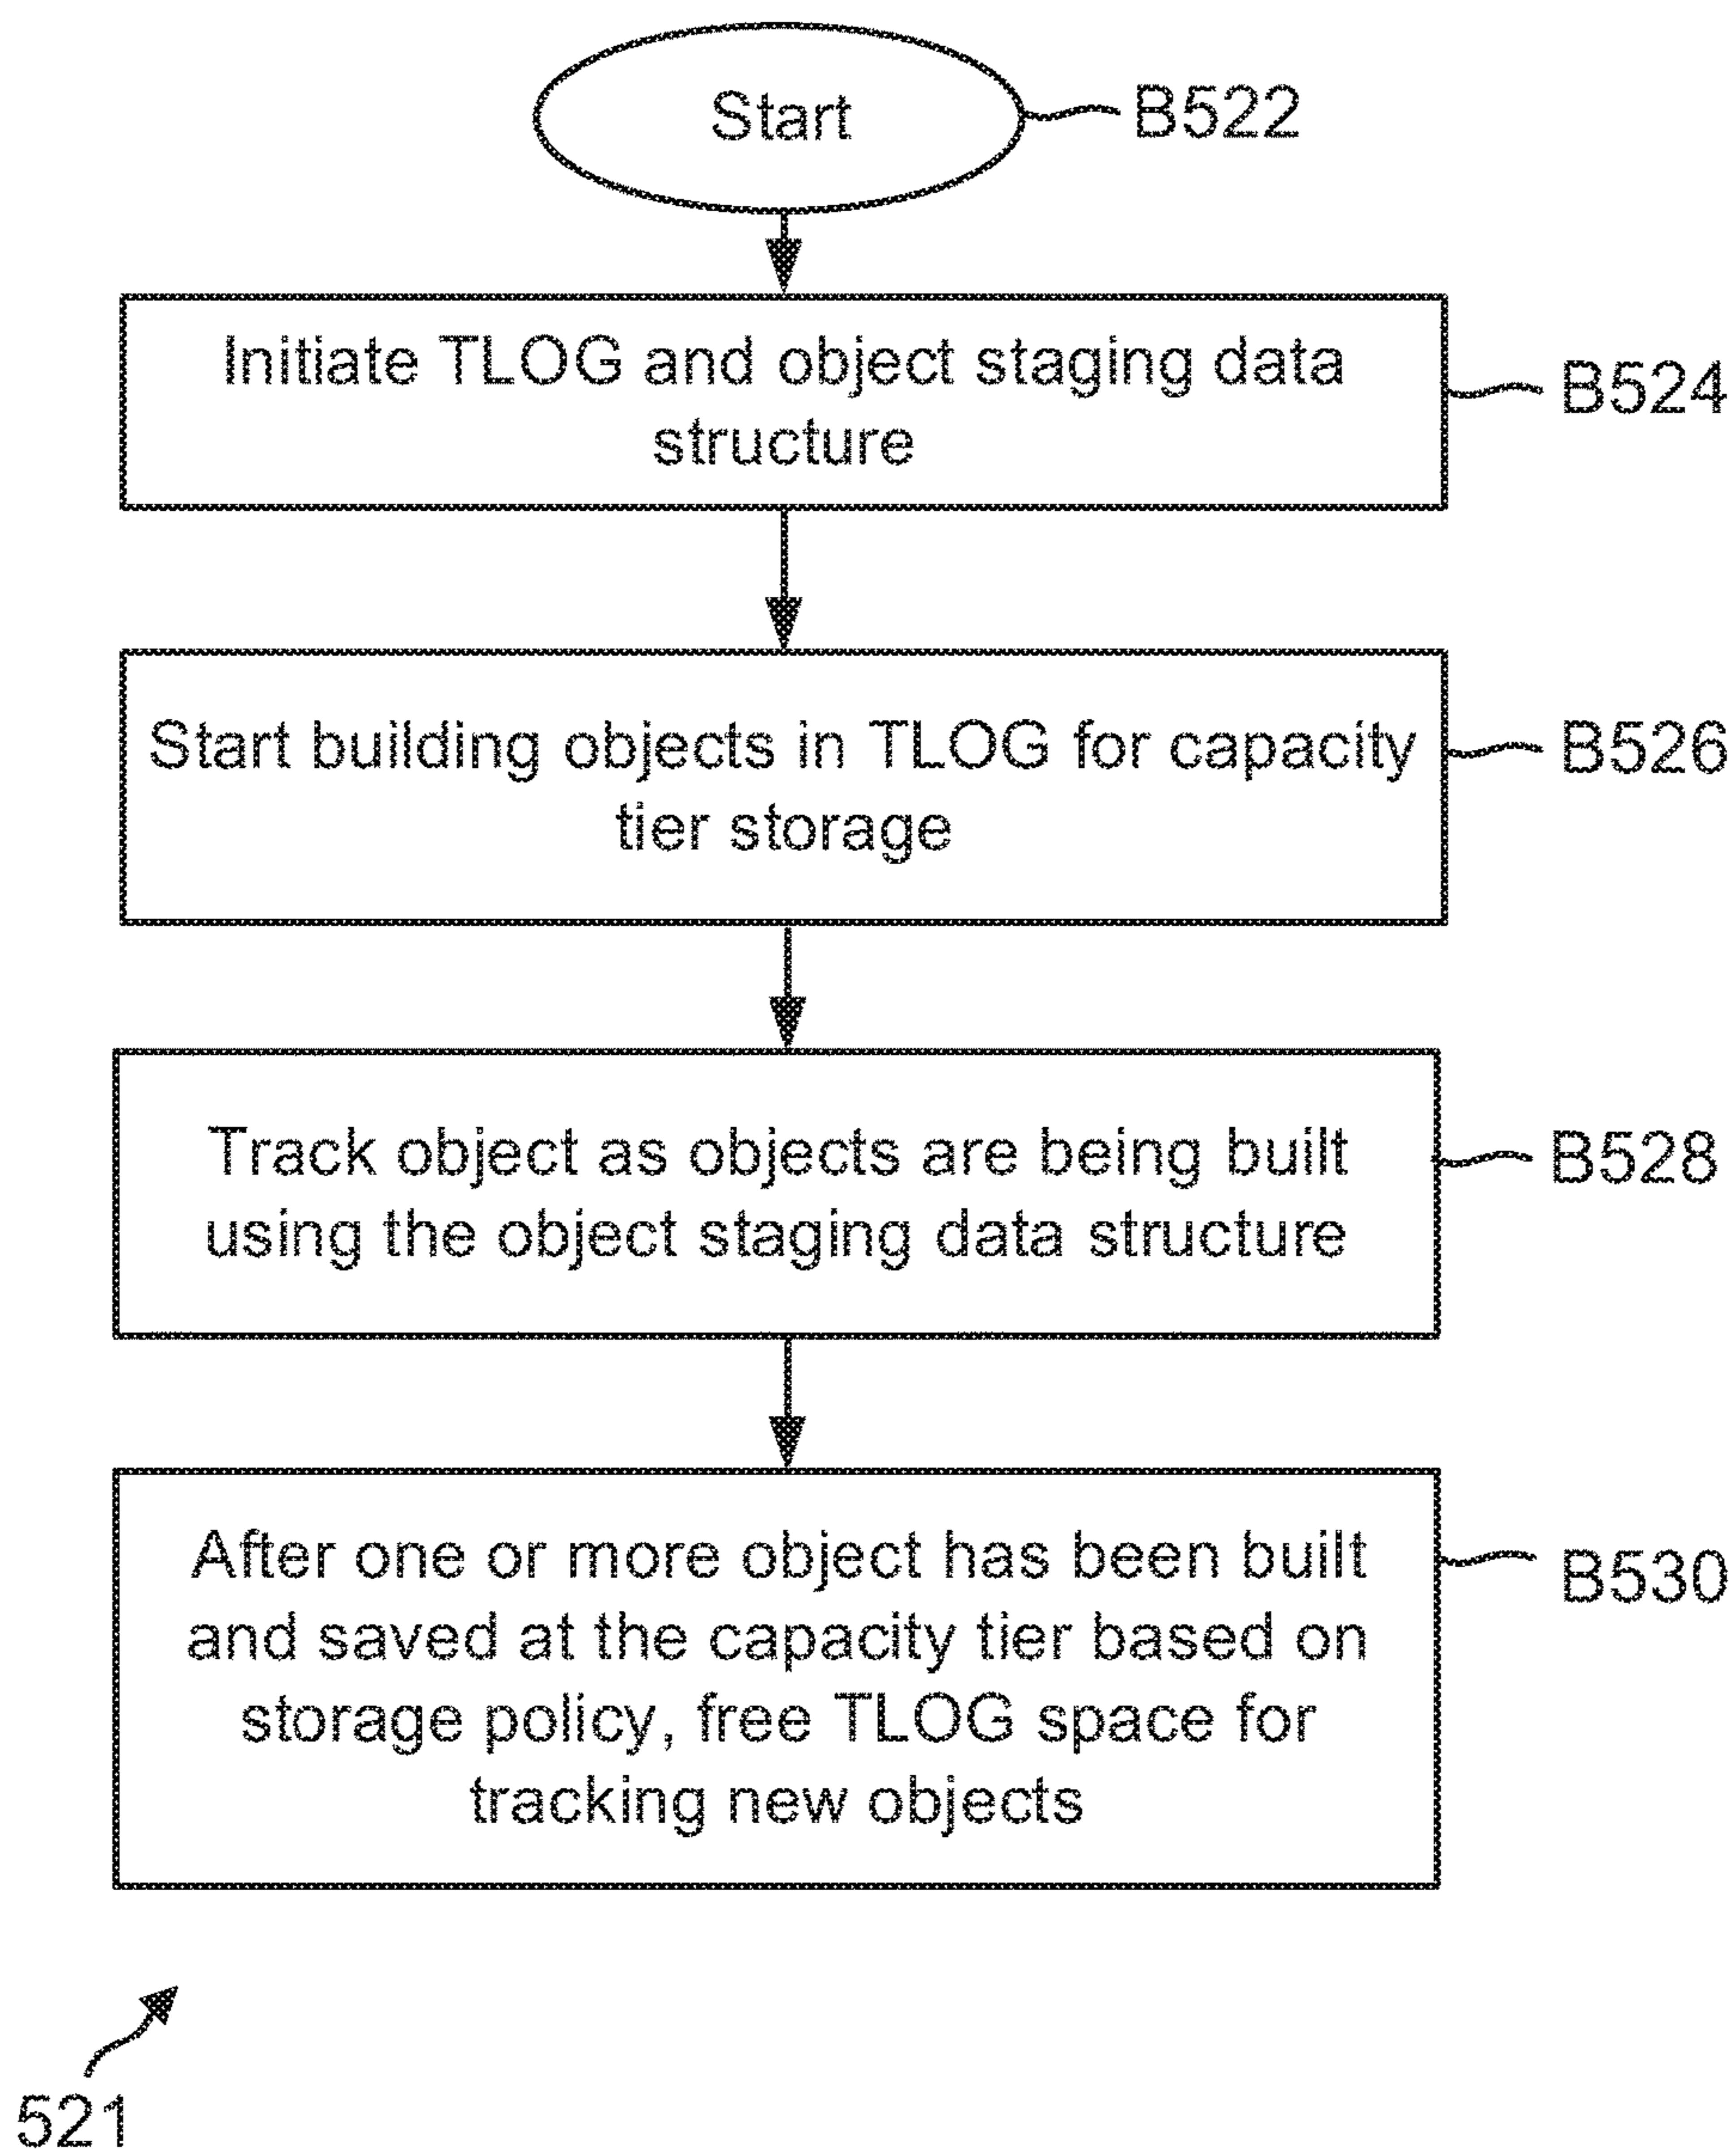 Start
B522
Initiate TLOG and object staging data
structure
B524
Start building objects in TLOG for capacity
tier storage
B526
Track object as objects are being built
using the object staging data structure
B528
After one or more object has been built
and saved at the capacity tier based on
storage policy, free TLOG space for
tracking new objects
B530
521